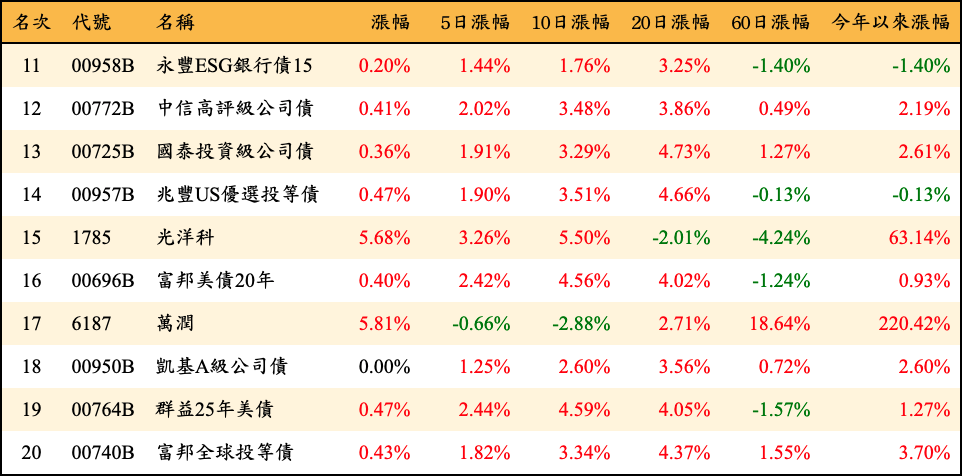 名次 代號 名稱 漲幅 5日漲幅 10日漲幅 20日漲幅 60日漲幅 今年以來漲幅
11 00958B 永豐ESG銀行債15 0.20% 1.44% 1.76% 3.25% -1.40% -1.40%
12 00772B 中信高評級公司債 0.41% 2.02% 3.48% 3.86% 0.49% 2.19%
13 00725B 國泰投資級公司債 0.36% 1.91% 3.29% 4.73% 1.27% 2.61%
14 00957B 兆豐US優選投等債 0.47% 1.90% 3.51% 4.66% -0.13% -0.13%
15 1785 光洋科 5.68% 3.26% 5.50% -2.01% -4.24% 63.14%
16 00696B 富邦美債20年 0.40% 2.42% 4.56% 4.02% -1.24% 0.93%
17 6187 萬潤 5.81% -0.66% -2.88% 2.71% 18.64% 220.42%
18 00950B 凱基A級公司債 0.00% 1.25% 2.60% 3.56% 0.72% 2.60%
19 00764B 群益25年美債 0.47% 2.44% 4.59% 4.05% -1.57% 1.27%
20 00740B 富邦全球投等債 0.43% 1.82% 3.34% 4.37% 1.55% 3.70%